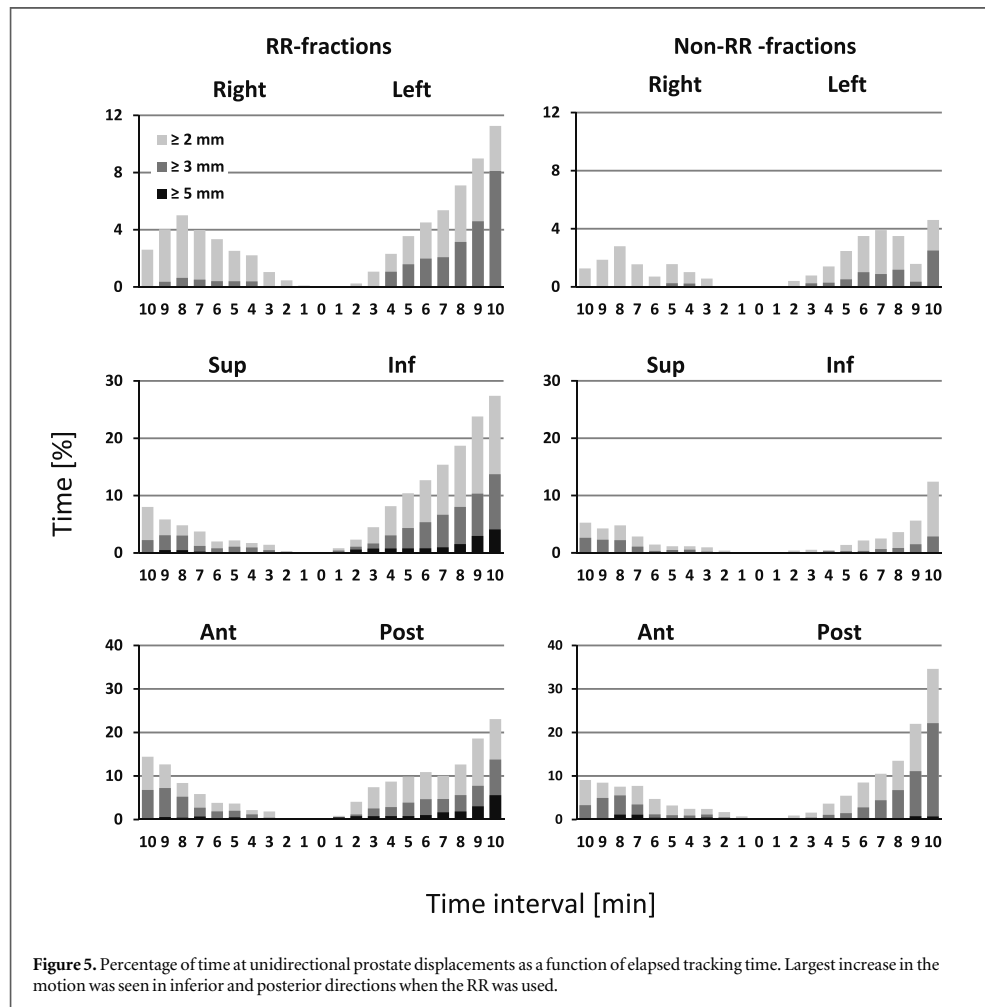 RR-fractions Non-RR -fractions
Right Left Right Left
12
8
4
0
≥ 2 mm
≥ 3 mm
≥ 5 mm
10 9 8 7 6 5 4 3 2 1 0 1 2 3 4 5 6 7 8 9 10
12
8
4
0
10 9 8 7 6 5 4 3 2 1 0 1 2 3 4 5 6 7 8 9 10
Sup Inf Sup Inf
30
20
10
0
10 9 8 7 6 5 4 3 2 1 0 1 2 3 4 5 6 7 8 9 10
30
20
10
0
10 9 8 7 6 5 4 3 2 1 0 1 2 3 4 5 6 7 8 9 10
Time [%]
Ant Post Ant Post
40
30
20
10
0
10 9 8 7 6 5 4 3 2 1 0 1 2 3 4 5 6 7 8 9 10
40
30
20
10
0
10 9 8 7 6 5 4 3 2 1 0 1 2 3 4 5 6 7 8 9 10
Time interval [min]
Figure 5. Percentage of time at unidirectional prostate displacements as a function of elapsed tracking time. Largest increase in the
motion was seen in inferior and posterior directions when the RR was used.